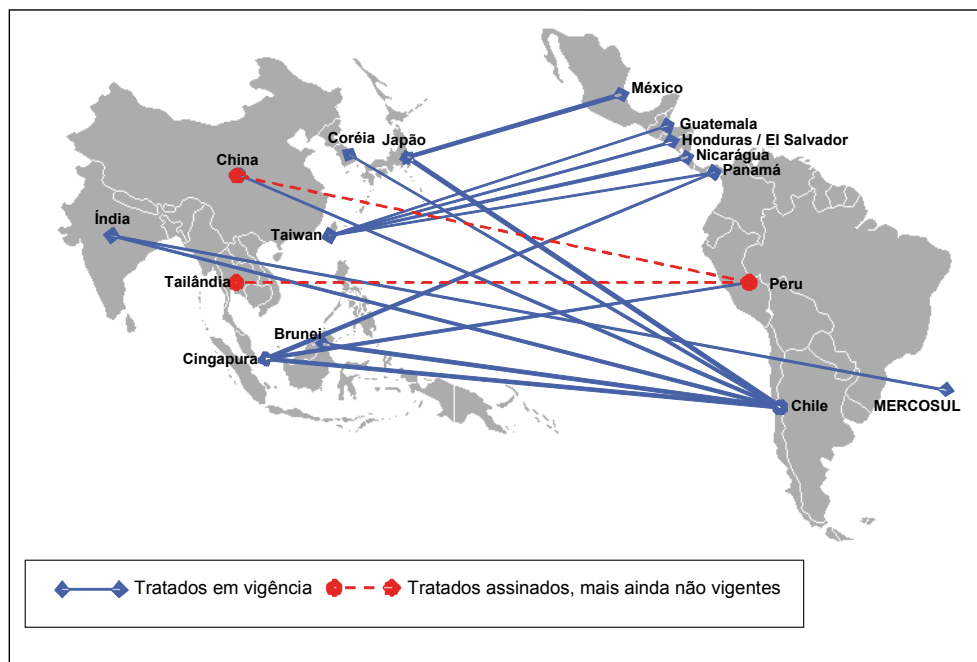 México
Guatemala
Honduras / El Salvador
Nicarágua
Panamá
Coréia
Japão
China
Índia
Taiwan
Tailândia
Peru
Brunei
Cingapura
Chile
MERCOSUL
Tratados em vigência
Tratados assinados, mais ainda não vigentes